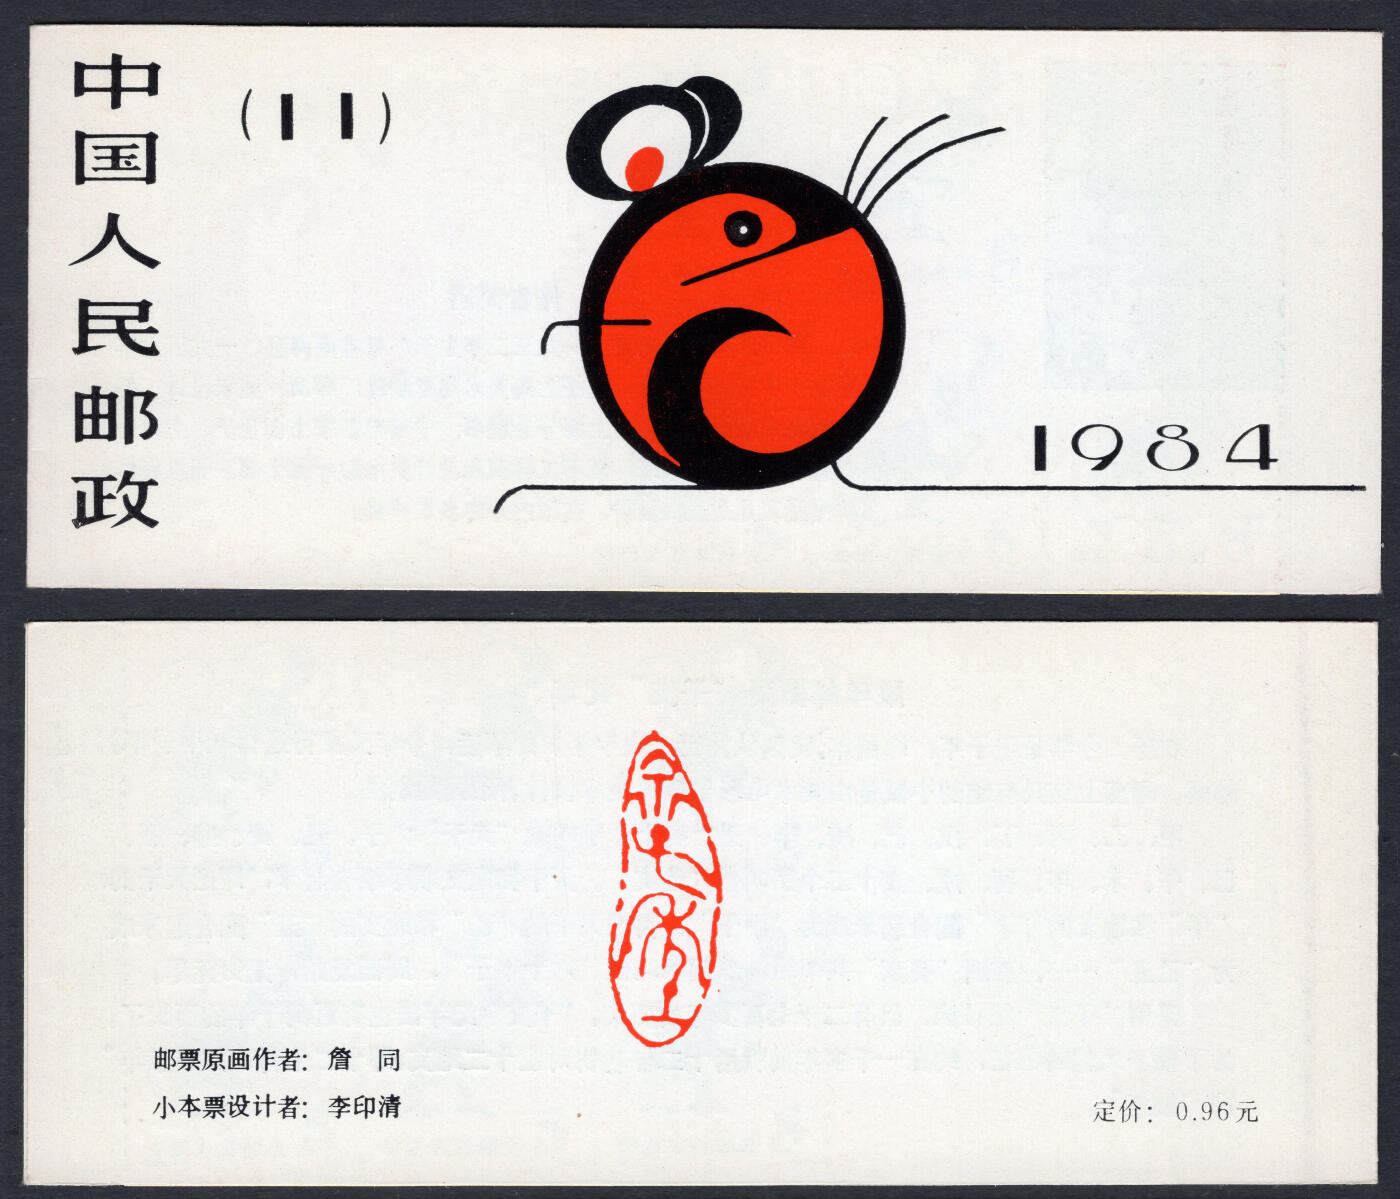 中国人民邮政
(11)
1984
邮票原画作者：詹 同
小本票设计者：李印清
定价：0.96元